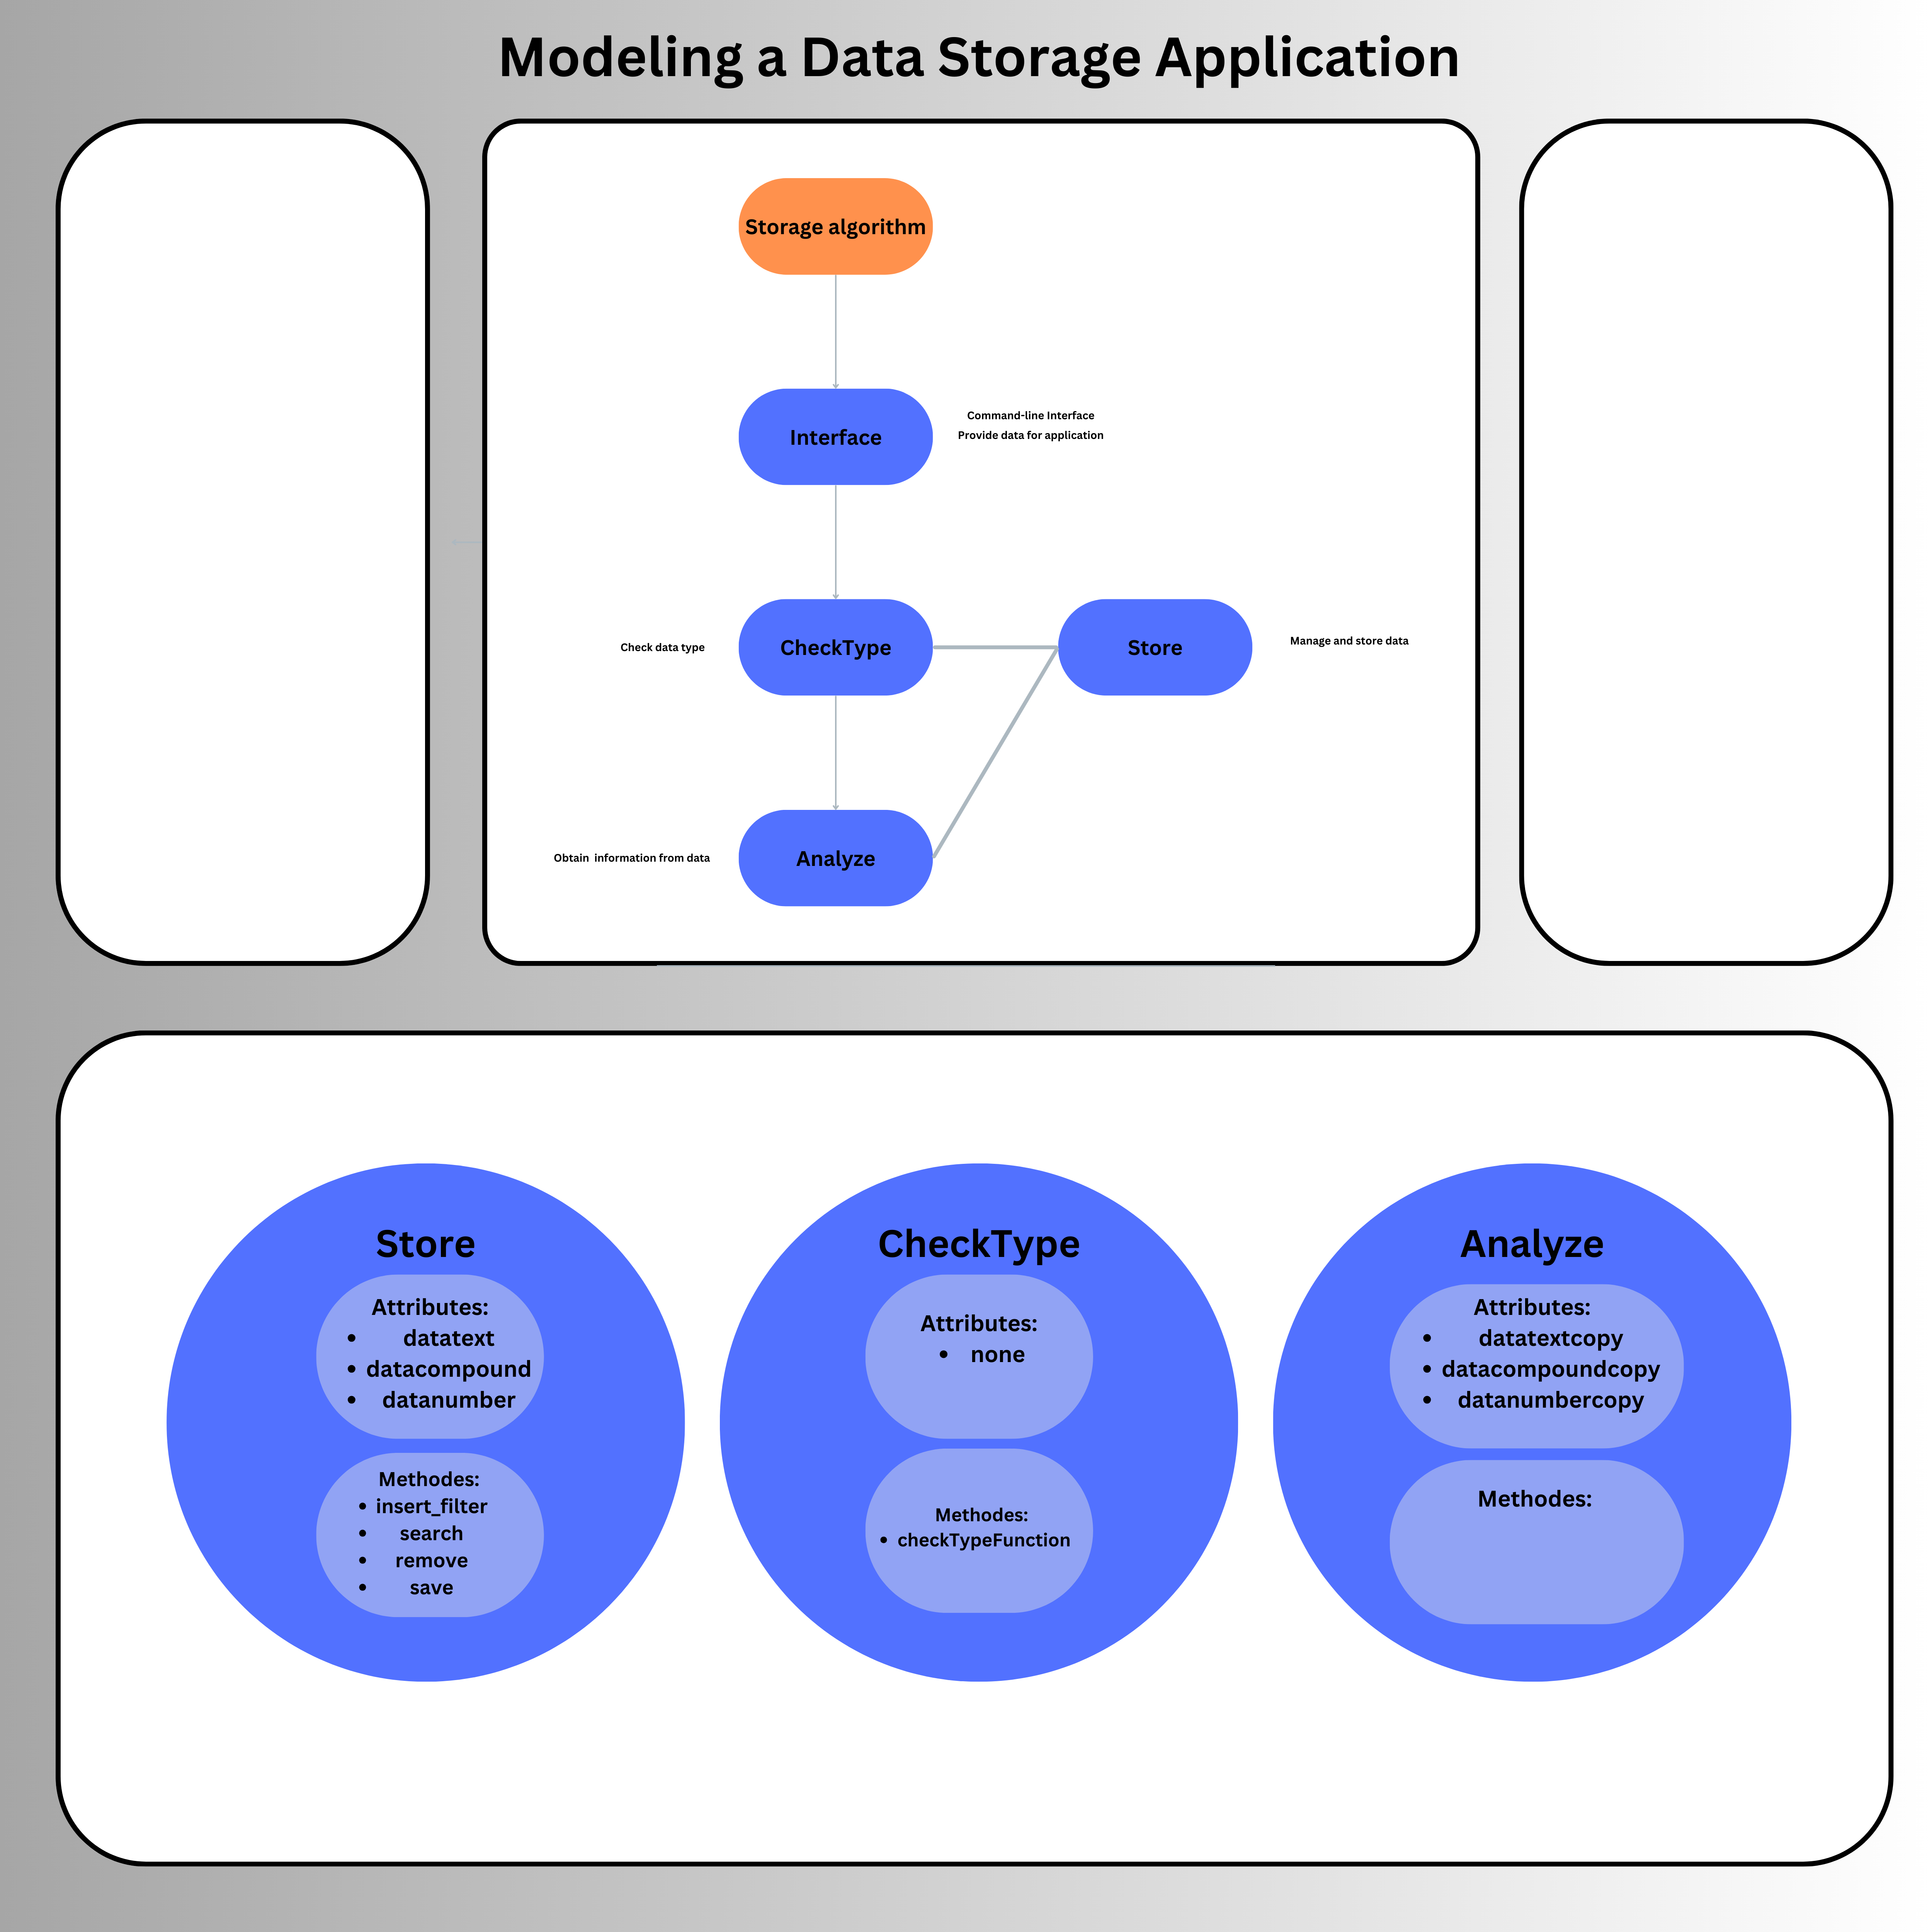 Modeling a Data Storage Application
Storage algorithm
Interface
Command-line Interface
Provide data for application
Check data type
CheckType
Store
Manage and store data
Obtain  information from data
Analyze
Store
Attributes:
• datatext
• datacompound
• datanumber
Methodes:
• insert_filter
• search
• remove
• save
CheckType
Attributes:
• none
Methodes:
• checkTypeFunction
Analyze
Attributes:
• datatextcopy
• datacompoundcopy
• datanumbercopy
Methodes: